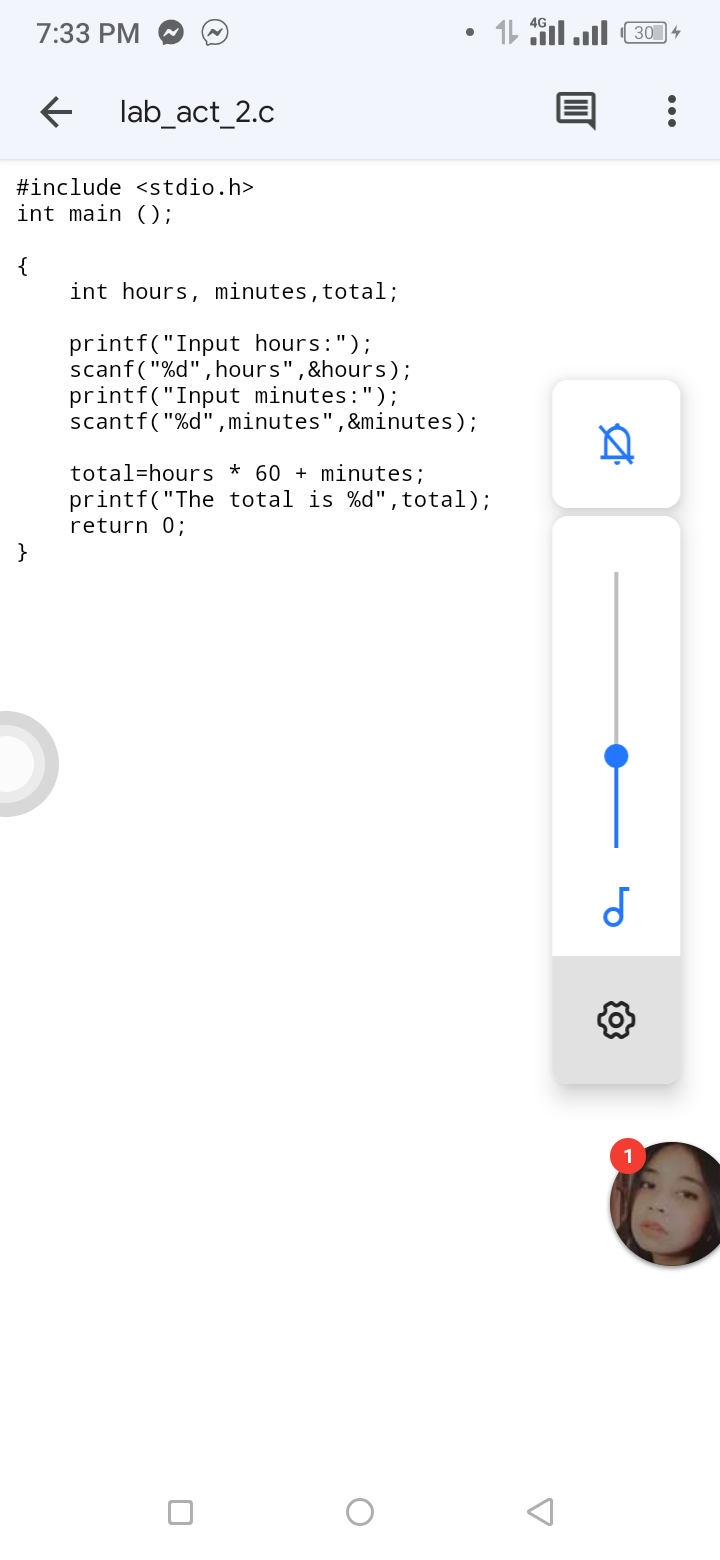 7:33 PM 4G 30
lab_act_2.c
#include <stdio.h>
int main ();
{
int hours, minutes,total;
printf("Input hours:");
scanf("%d",hours",&hours);
printf("Input minutes:");
scantf("%d",minutes",&minutes);
total=hours * 60 + minutes;
printf("The total is %d",total);
return 0;
}
1